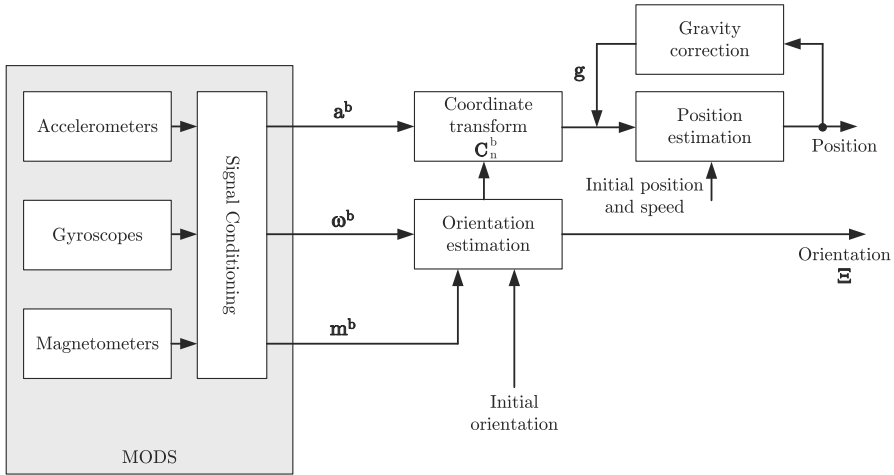 Gravity
correction
g
Accelerometers
a^b
Coordinate
transform
C_n^b
Position
estimation
Position
Signal Conditioning
Initial position
and speed
Gyroscopes
ω^b
Orientation
estimation
Orientation
Ξ
Magnetometers
m^b
Initial
orientation
MODS